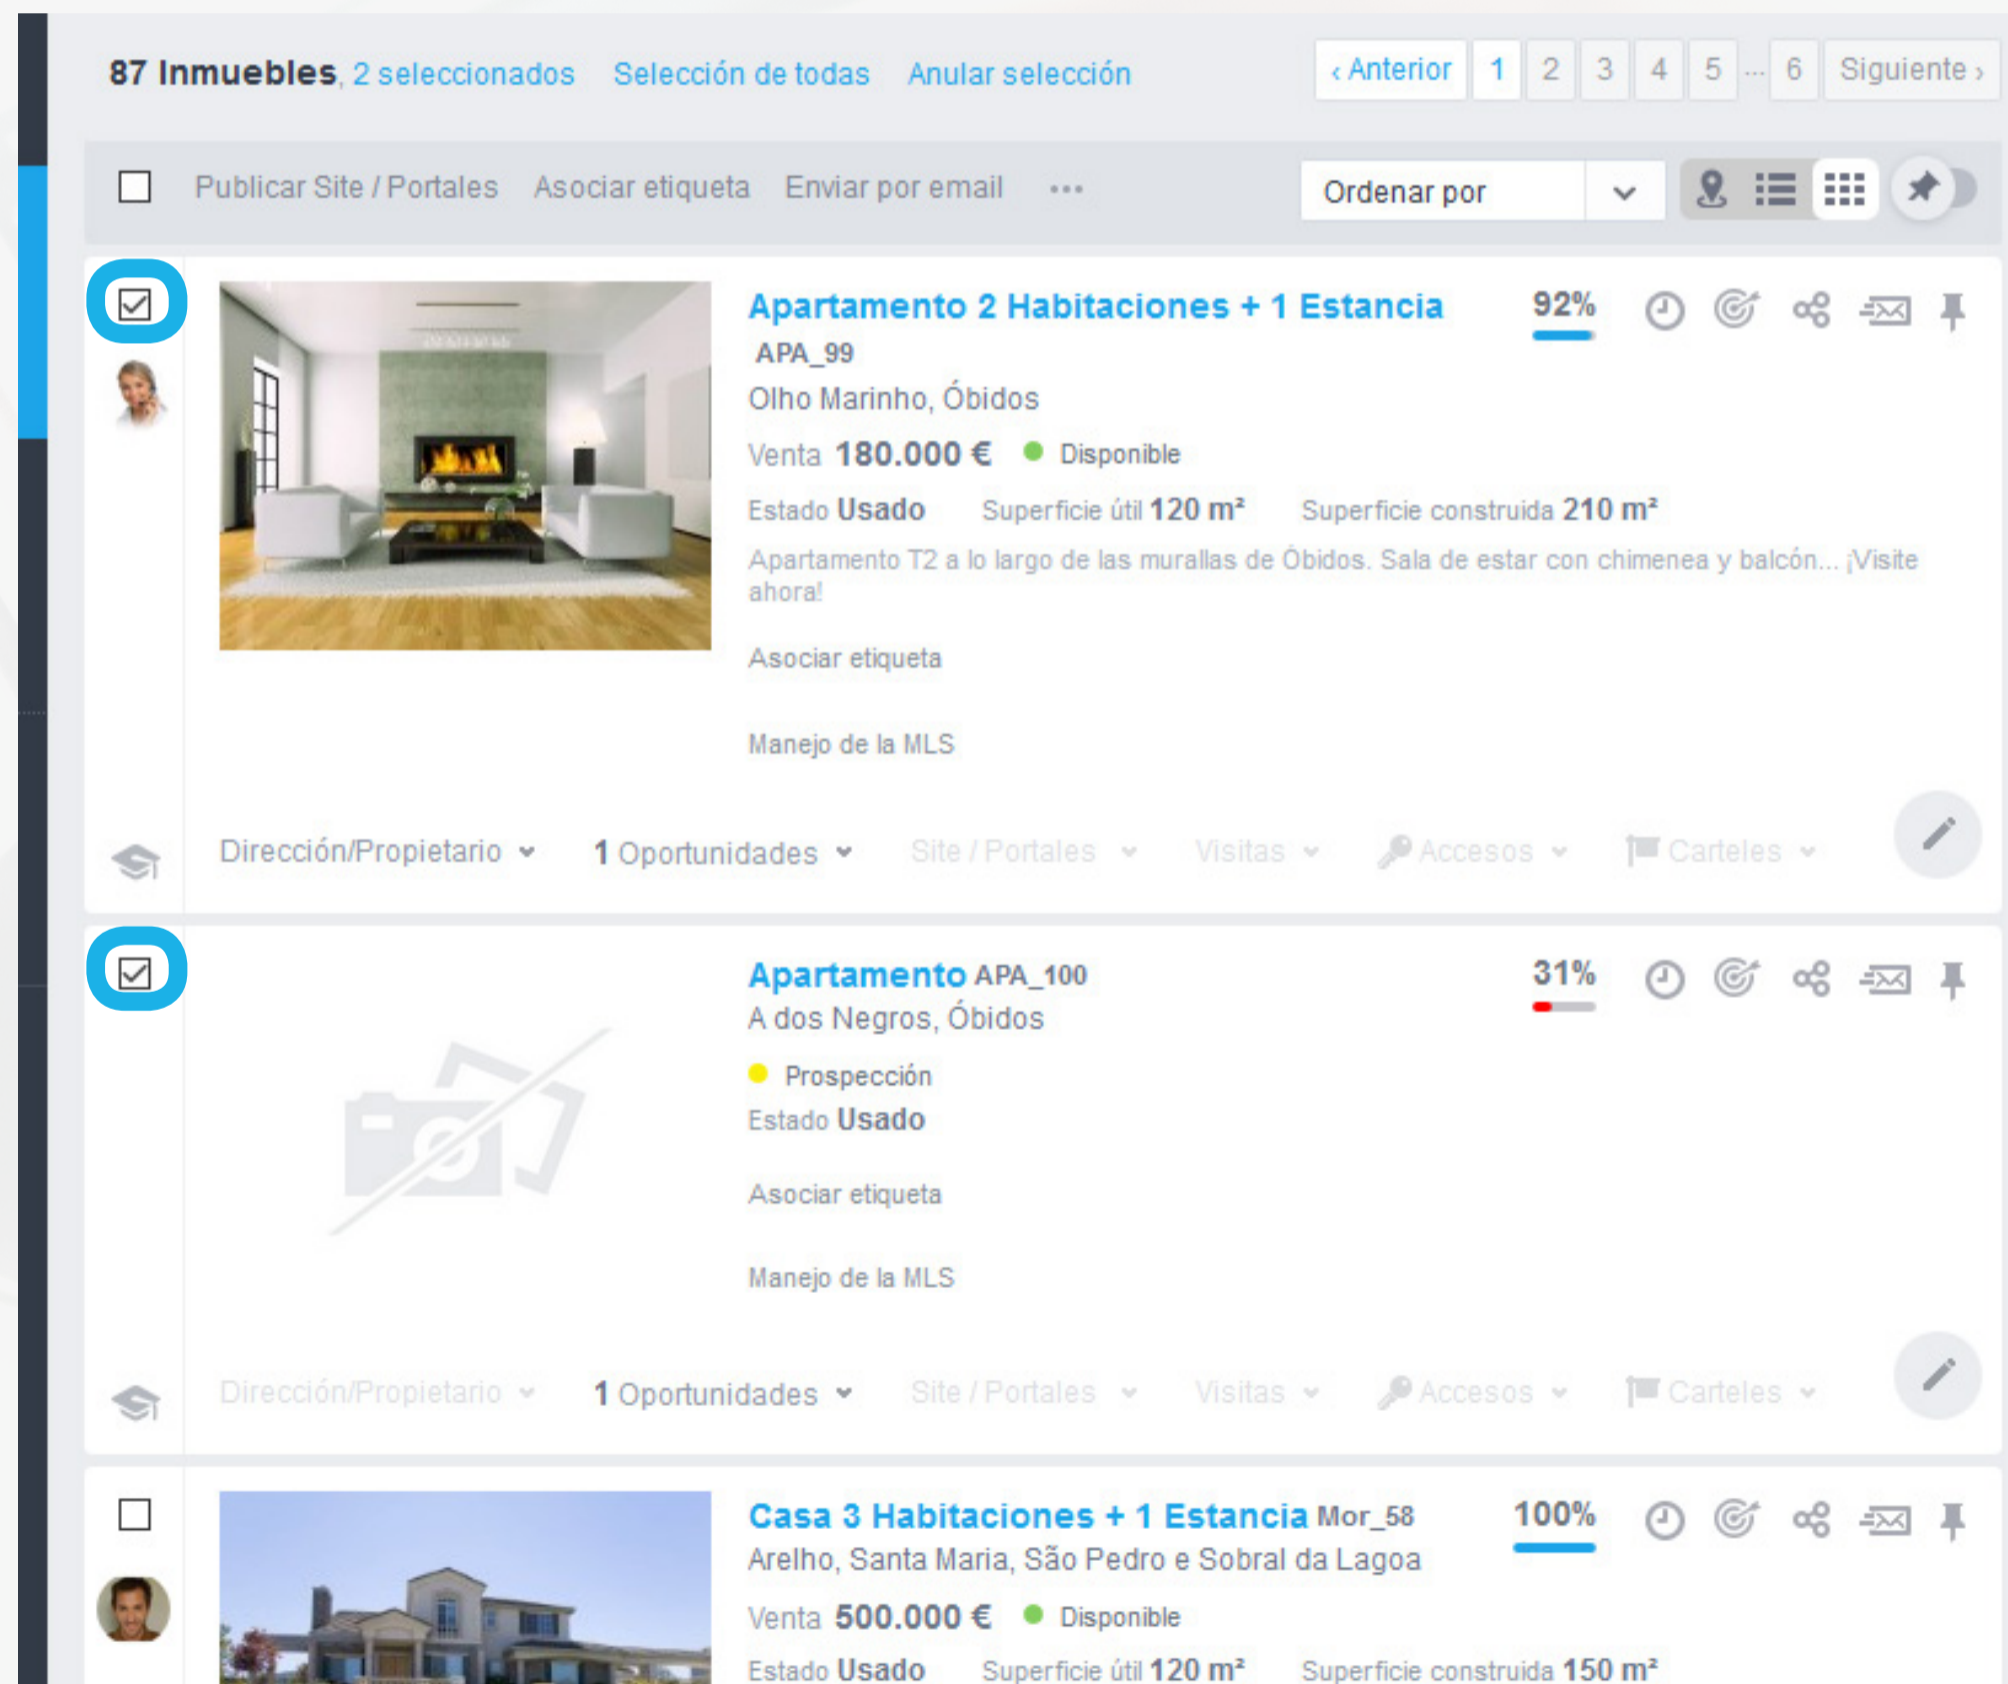 87 Inmuebles, 2 seleccionados Selección de todas Anular selección
‹ Anterior 1 2 3 4 5 ... 6 Siguiente ›
Publicar Site / Portales Asociar etiqueta Enviar por email ••• Ordenar por
Apartamento 2 Habitaciones + 1 Estancia 92%
APA_99
Olho Marinho, Óbidos
Venta 180.000 € Disponible
Estado Usado Superficie útil 120 m² Superficie construida 210 m²
Apartamento T2 a lo largo de las murallas de Óbidos. Sala de estar con chimenea y balcón... ¡Visite
ahora!
Asociar etiqueta
Manejo de la MLS
Dirección/Propietario 1 Oportunidades Site / Portales Visitas Accesos Carteles
Apartamento APA_100 31%
A dos Negros, Óbidos
Prospección
Estado Usado
Asociar etiqueta
Manejo de la MLS
Dirección/Propietario 1 Oportunidades Site / Portales Visitas Accesos Carteles
Casa 3 Habitaciones + 1 Estancia Mor_58 100%
Arelho, Santa Maria, São Pedro e Sobral da Lagoa
Venta 500.000 € Disponible
Estado Usado Superficie útil 120 m² Superficie construida 150 m²